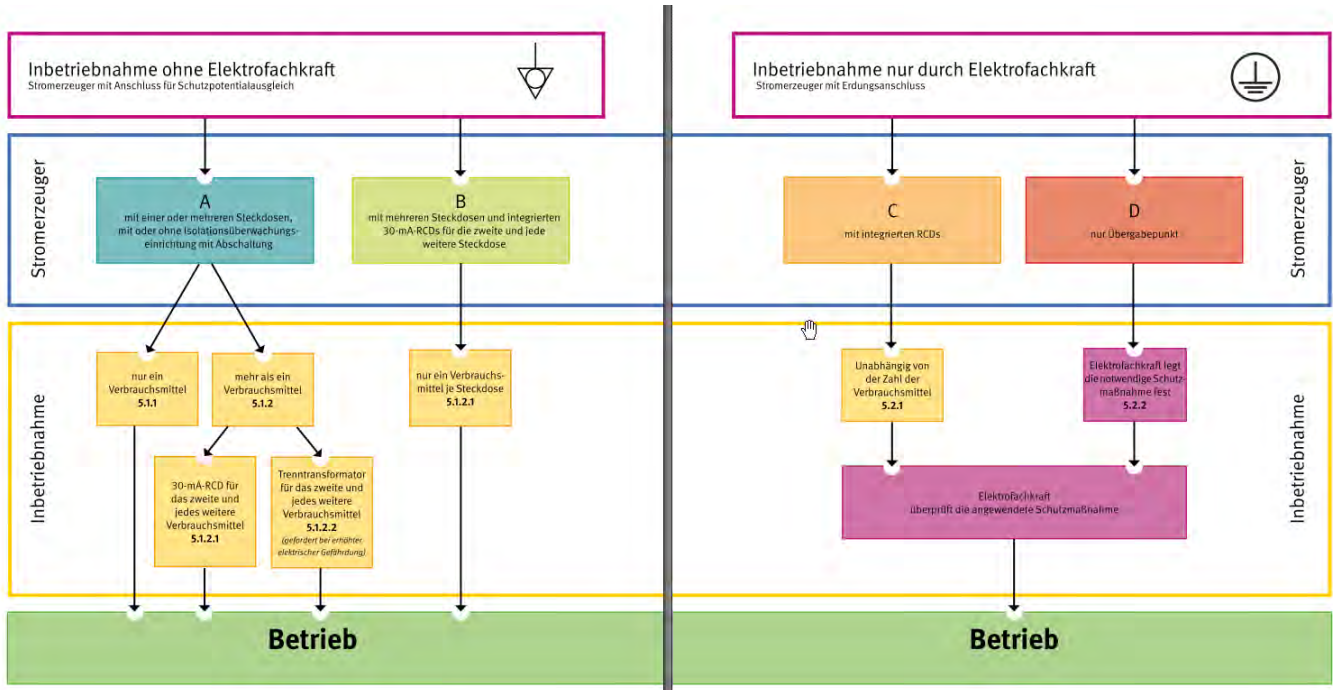 Inbetriebnahme ohne Elektrofachkraft
Stromerzeuger mit Anschluss für Schutzpotentialausgleich
Stromerzeuger
A
mit einer oder mehreren Steckdosen,
mit oder ohne Isolationsüberwachungs-
einrichtung mit Abschaltung
B
mit mehreren Steckdosen und integrierten
30-mA-RCDs für die zweite und jede
weitere Steckdose
Inbetriebnahme
nur ein
Verbrauchsmittel
5.1.1
mehr als ein
Verbrauchsmittel
5.1.2
nur ein Verbrauchs-
mittel je Steckdose
5.1.2.1
30-mA-RCD für
das zweite und
jedes weitere
Verbrauchsmittel
5.1.2.1
Trenntransformator
für das zweite und
jedes weitere
Verbrauchsmittel
5.1.2.2
(gefordert bei erhöhter
elektrischer Gefährdung)
Betrieb
Inbetriebnahme nur durch Elektrofachkraft
Stromerzeuger mit Erdungsanschluss
C
mit integrierten RCDs
D
nur Übergabepunkt
Stromerzeuger
Unabhängig von
der Zahl der
Verbrauchsmittel
5.2.1
Elektrofachkraft legt
die notwendige Schutz-
maßnahme fest
5.2.2
Elektrofachkraft
überprüft die angewendete Schutzmaßnahme
Inbetriebnahme
Betrieb